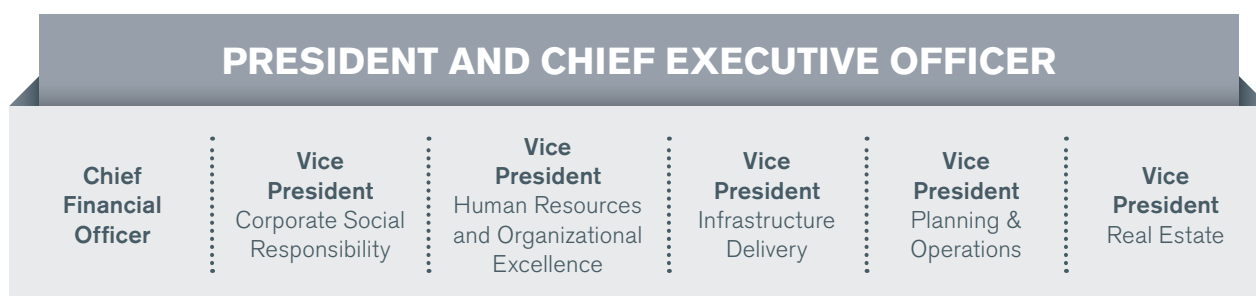 PRESIDENT AND CHIEF EXECUTIVE OFFICER
Chief
Financial
Officer
Vice
President
Corporate Social
Responsibility
Vice
President
Human Resources
and Organizational
Excellence
Vice
President
Infrastructure
Delivery
Vice
President
Planning &
Operations
Vice
President
Real Estate